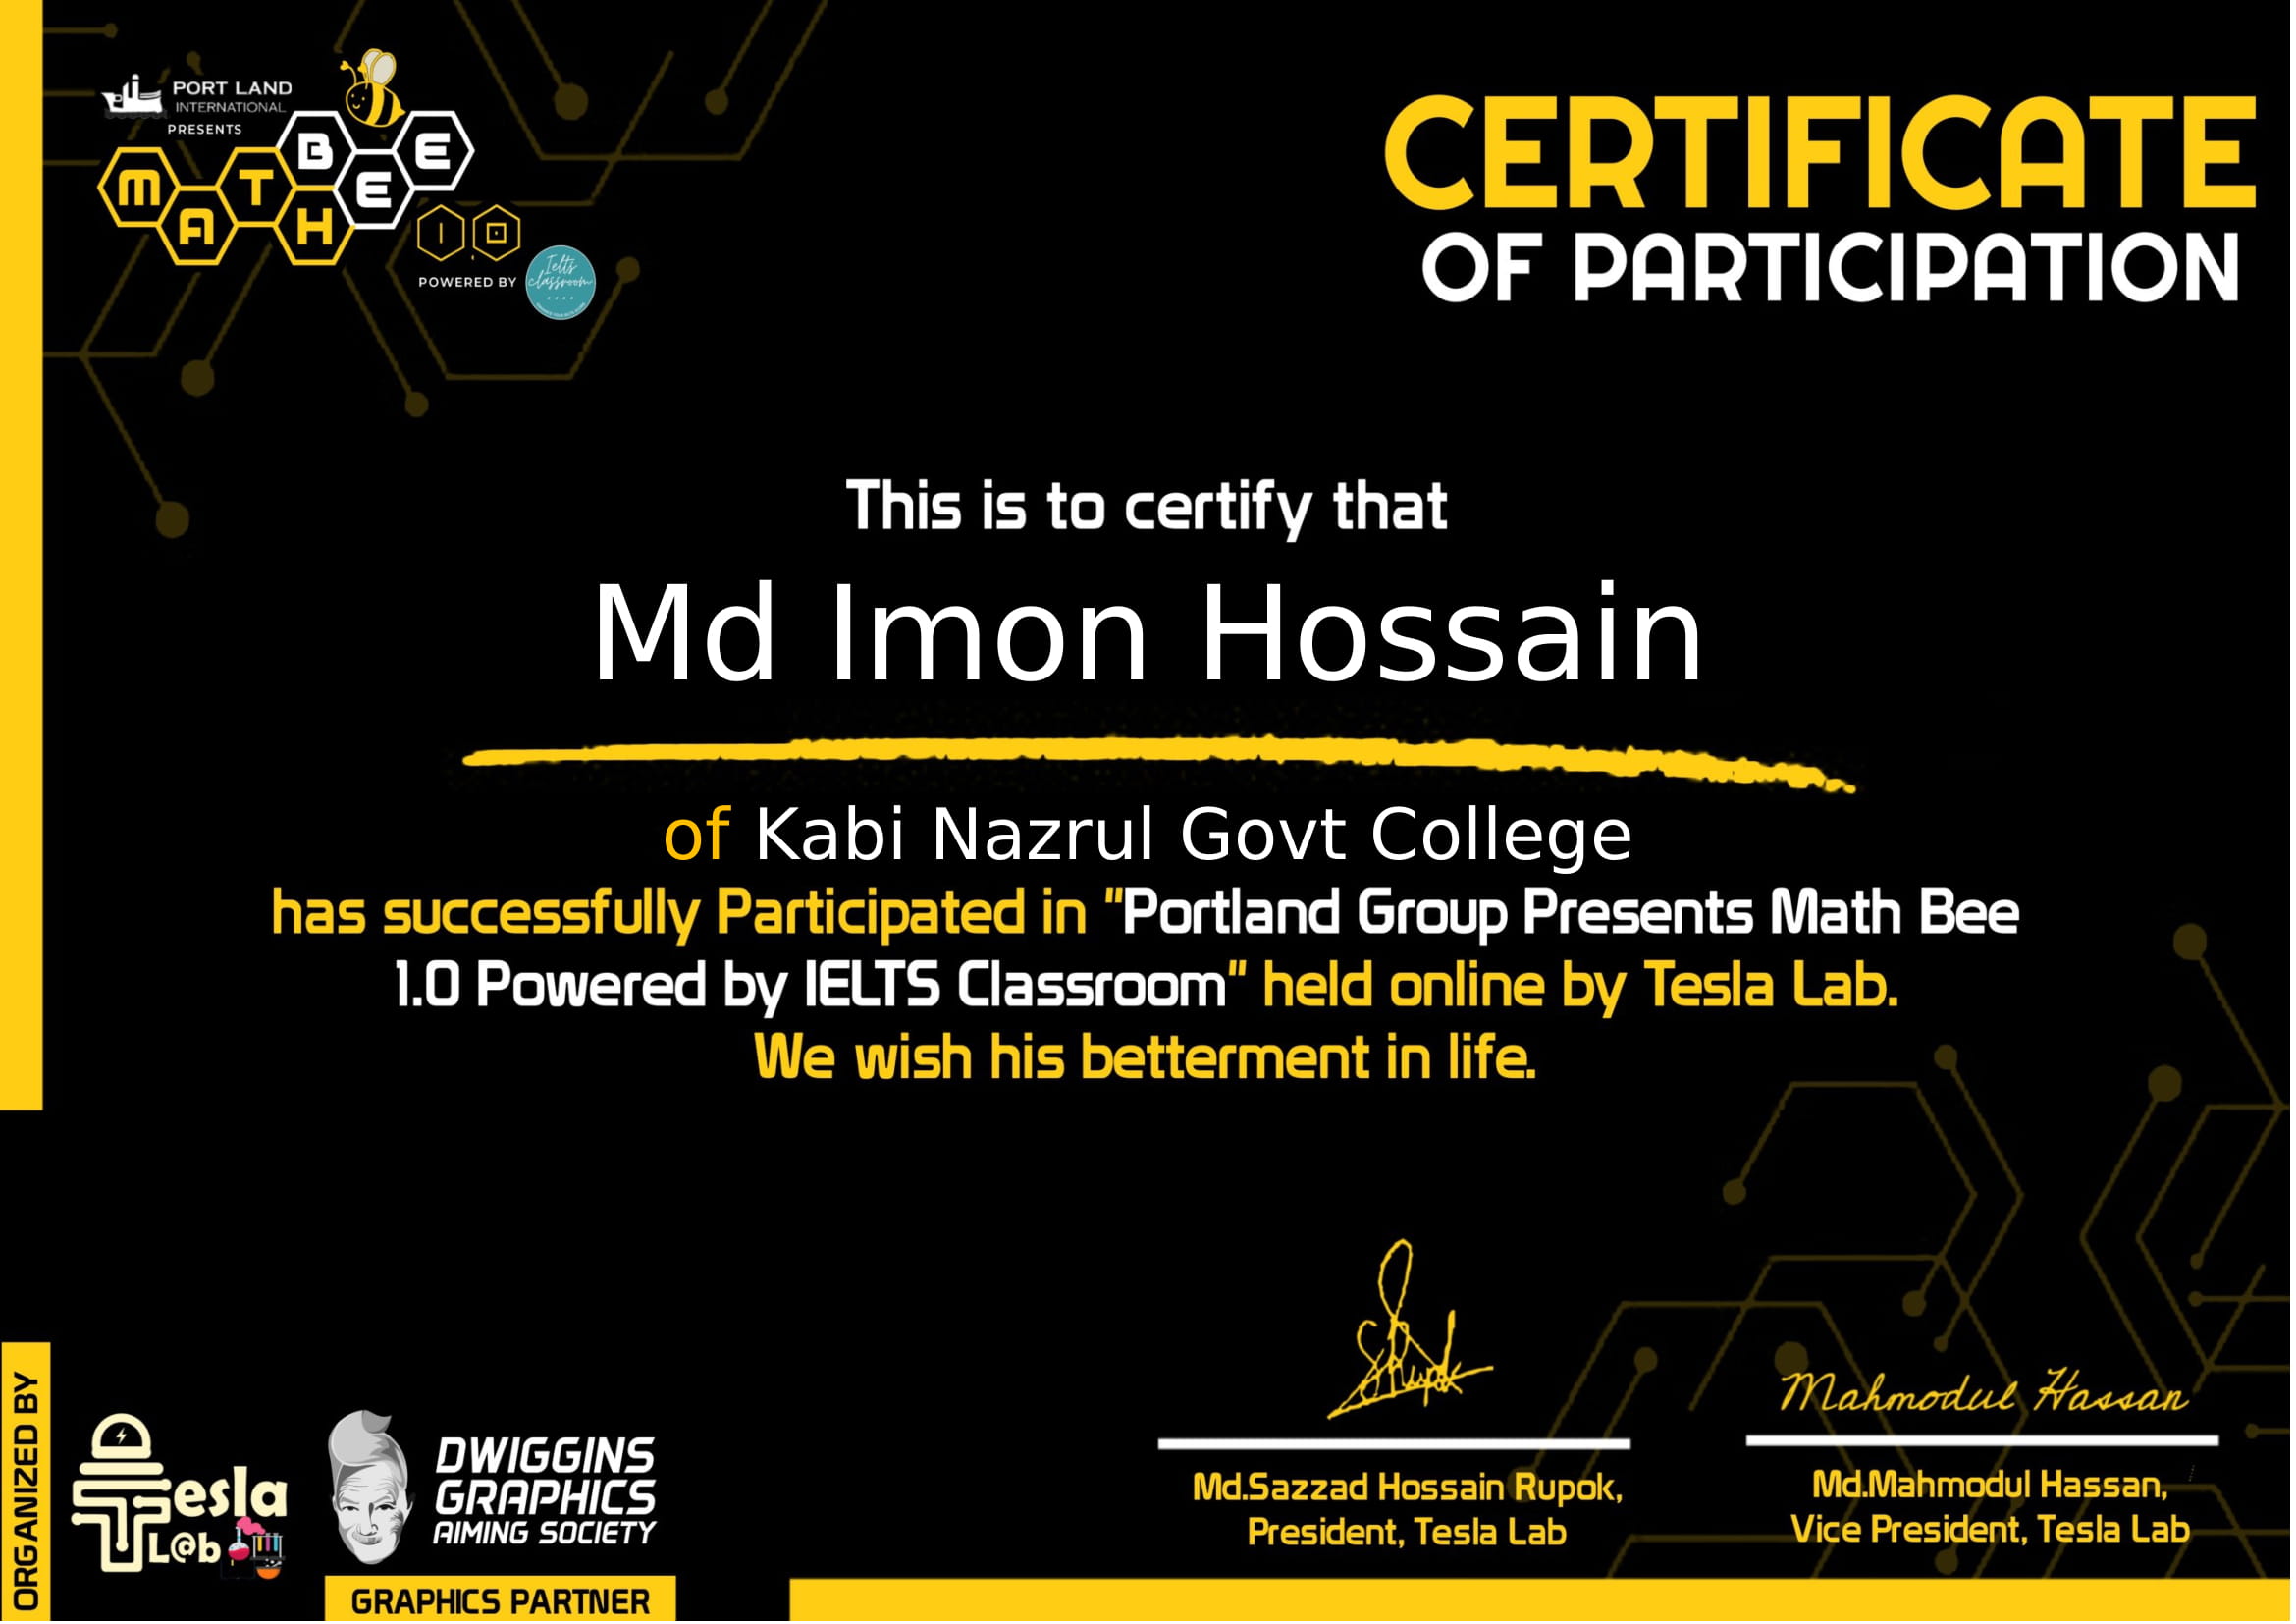 PORT LAND
INTERNATIONAL
PRESENTS
MATH BEE
1.0
POWERED BY
Ielts
classroom
CERTIFICATE
OF PARTICIPATION
This is to certify that
Md Imon Hossain
of Kabi Nazrul Govt College
has successfully Participated in "Portland Group Presents Math Bee
1.0 Powered by IELTS Classroom" held online by Tesla Lab.
We wish his betterment in life.
ORGANIZED BY
Tesla
L@b
DWIGGINS
GRAPHICS
AIMING SOCIETY
GRAPHICS PARTNER
SRupok
Md.Sazzad Hossain Rupok,
President, Tesla Lab
Mahmodul Hassan
Md.Mahmodul Hassan,
Vice President, Tesla Lab